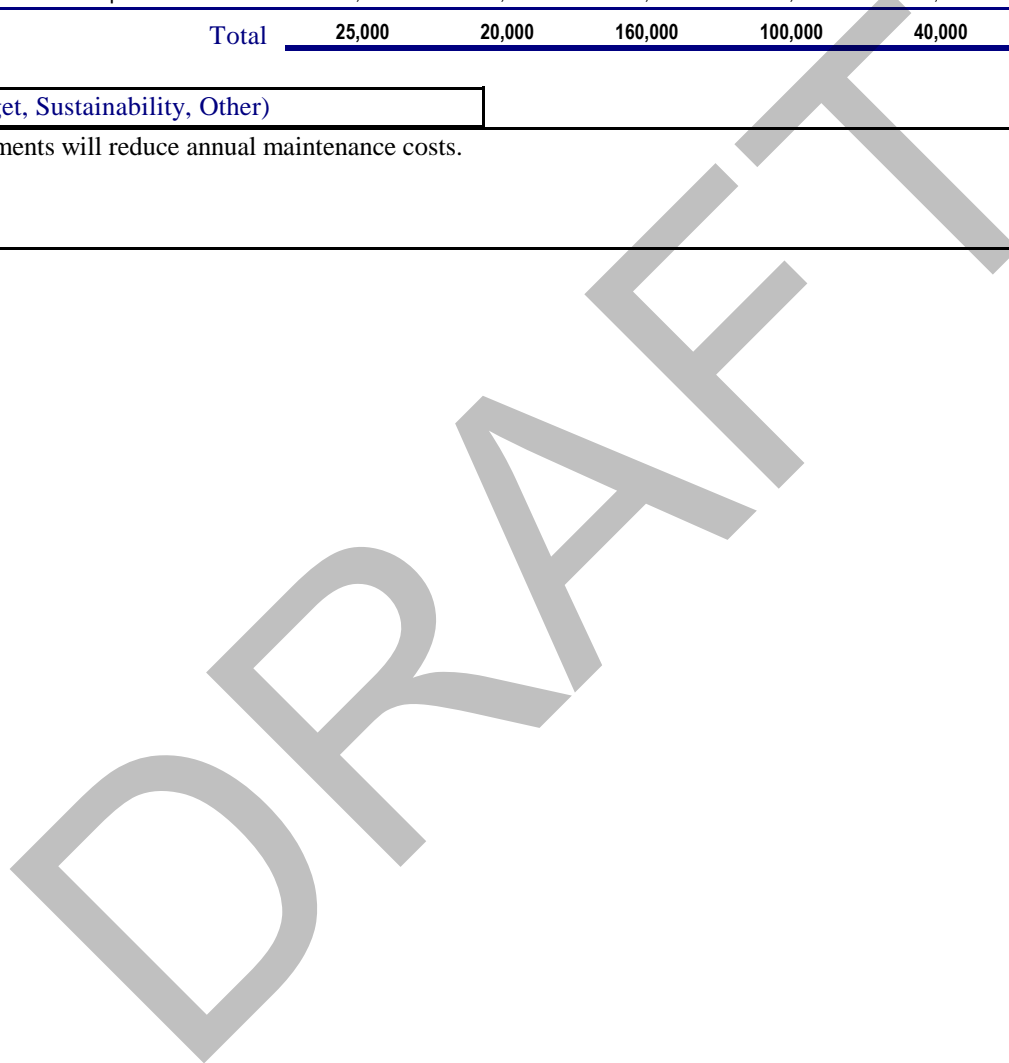 Total 25,000 20,000 160,000 100,000 40,000
et, Sustainability, Other)
ments will reduce annual maintenance costs.
DRAFT